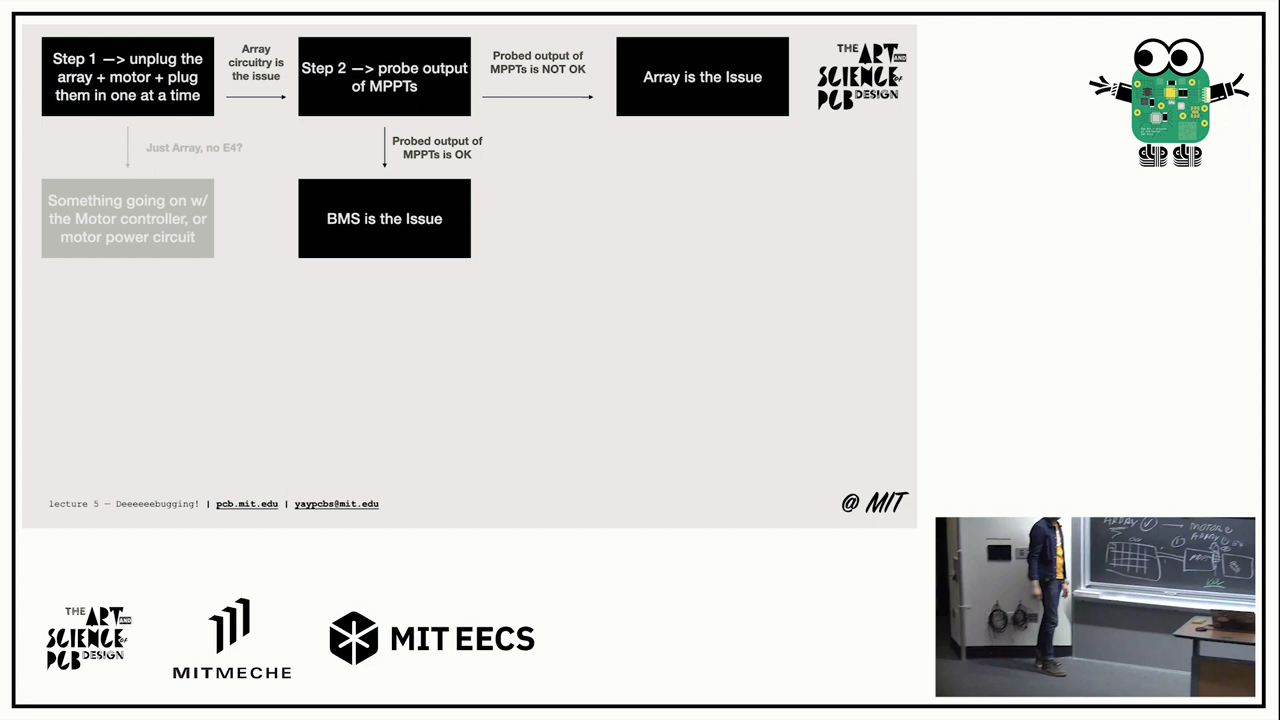 Step 1 —> unplug the
array + motor + plug
them in one at a time
Array
circuitry is
the issue
Step 2 —> probe output
of MPPTs
Probed output of
MPPTs is NOT OK
Array is the Issue
THE ART AND
SCIENCE of
PCB DESIGN
Just Array, no E4?
Probed output of
MPPTs is OK
Something going on w/
the Motor controller, or
motor power circuit
BMS is the Issue
lecture 5 — Deeeeeebugging! | pcb.mit.edu | yaypcbs@mit.edu
@ MIT
ARRAY
MOTOR
ARRAY
THE ART AND
SCIENCE of
PCB DESIGN
MITMECHE
MIT EECS